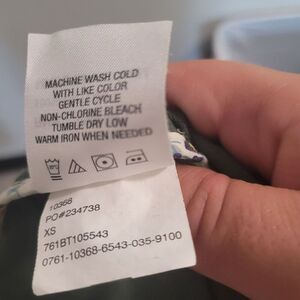 MACHINE WASH COLD
WITH LIKE COLOR
GENTLE CYCLE
NON-CHLORINE BLEACH
TUMBLE DRY LOW
WARM IRON WHEN NEEDED
10368
PO#234738
XS
761BT105543
0761-10368-6543-035-9100